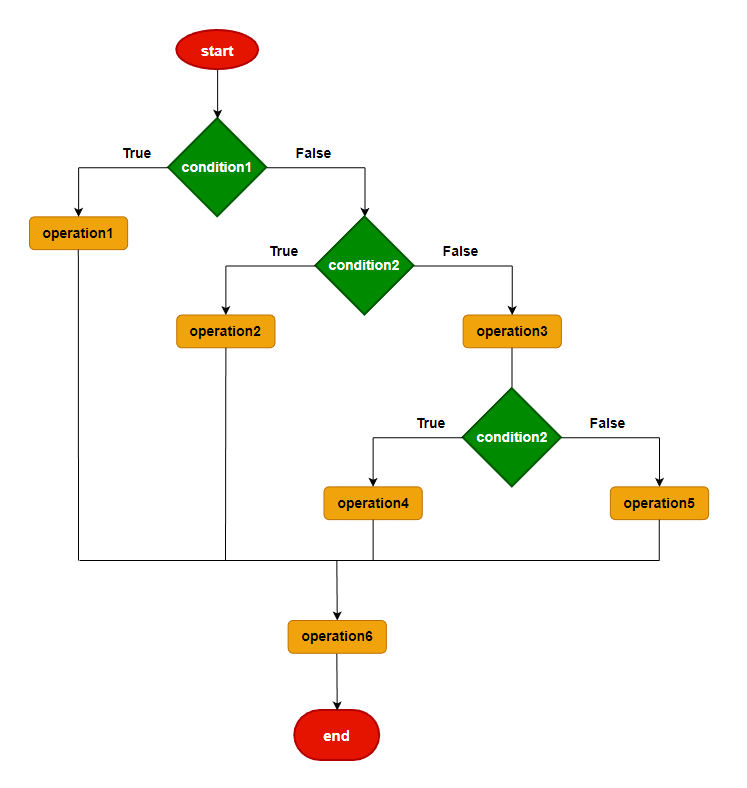 start
True
False
condition1
operation1
True
False
condition2
operation2
operation3
True
False
condition2
operation4
operation5
operation6
end